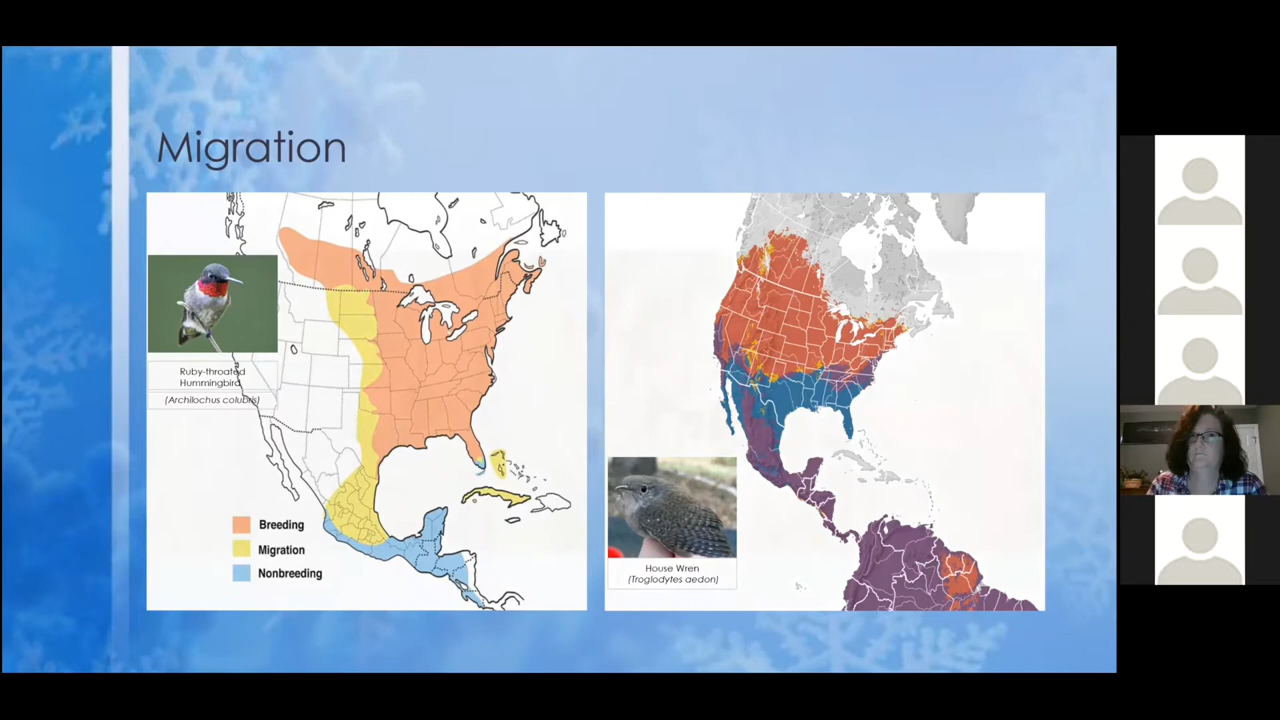 Migration
Ruby-throated
Hummingbird
(Archilochus colubris)
Breeding
Migration
Nonbreeding
House Wren
(Troglodytes aedon)